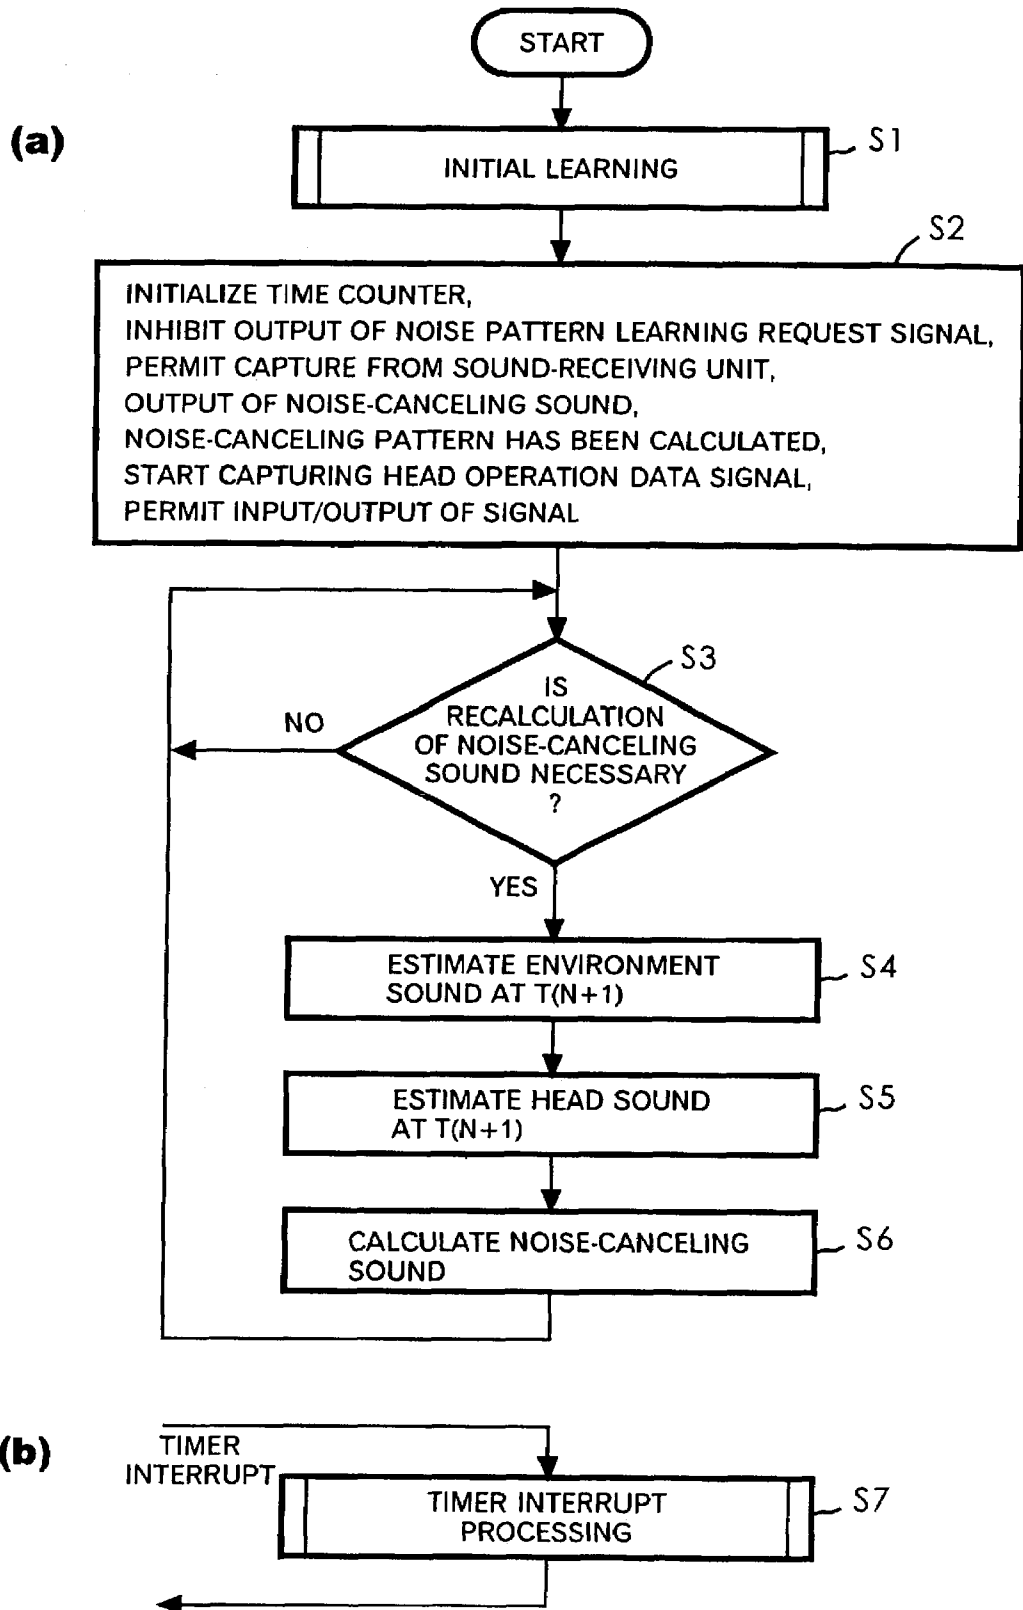 START
(a)
INITIAL LEARNING
S1
S2
INITIALIZE TIME COUNTER,
INHIBIT OUTPUT OF NOISE PATTERN LEARNING REQUEST SIGNAL,
PERMIT CAPTURE FROM SOUND-RECEIVING UNIT,
OUTPUT OF NOISE-CANCELING SOUND,
NOISE-CANCELING PATTERN HAS BEEN CALCULATED,
START CAPTURING HEAD OPERATION DATA SIGNAL,
PERMIT INPUT/OUTPUT OF SIGNAL
S3
IS
RECALCULATION
OF NOISE-CANCELING
SOUND NECESSARY
?
NO
YES
ESTIMATE ENVIRONMENT
SOUND AT T(N+1)
S4
ESTIMATE HEAD SOUND
AT T(N+1)
S5
CALCULATE NOISE-CANCELING
SOUND
S6
(b)
TIMER
INTERRUPT
TIMER INTERRUPT
PROCESSING
S7